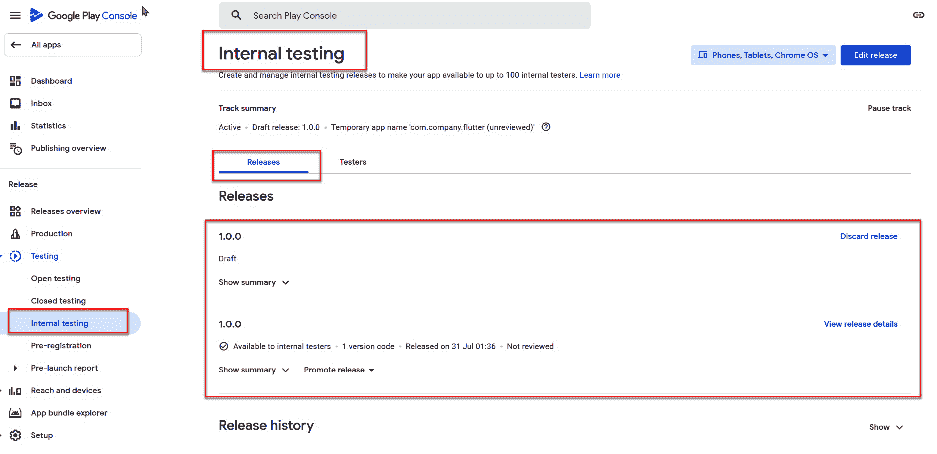 Google Play Console
Search Play Console
All apps
Internal testing
Phones, Tablets, Chrome OS
Edit release
Create and manage internal testing releases to make your app available to up to 100 internal testers. Learn more
Dashboard
Inbox
Statistics
Publishing overview
Track summary
Pause track
Active • Draft release: 1.0.0 • Temporary app name 'com.company.flutter (unreviewed)'
Releases
Testers
Release
Releases overview
Production
Testing
Open testing
Closed testing
Internal testing
Pre-registration
Pre-launch report
Reach and devices
App bundle explorer
Setup
Releases
1.0.0
Discard release
Draft
Show summary
1.0.0
View release details
Available to internal testers • 1 version code • Released on 31 Jul 01:36 • Not reviewed
Show summary
Promote release
Release history
Show